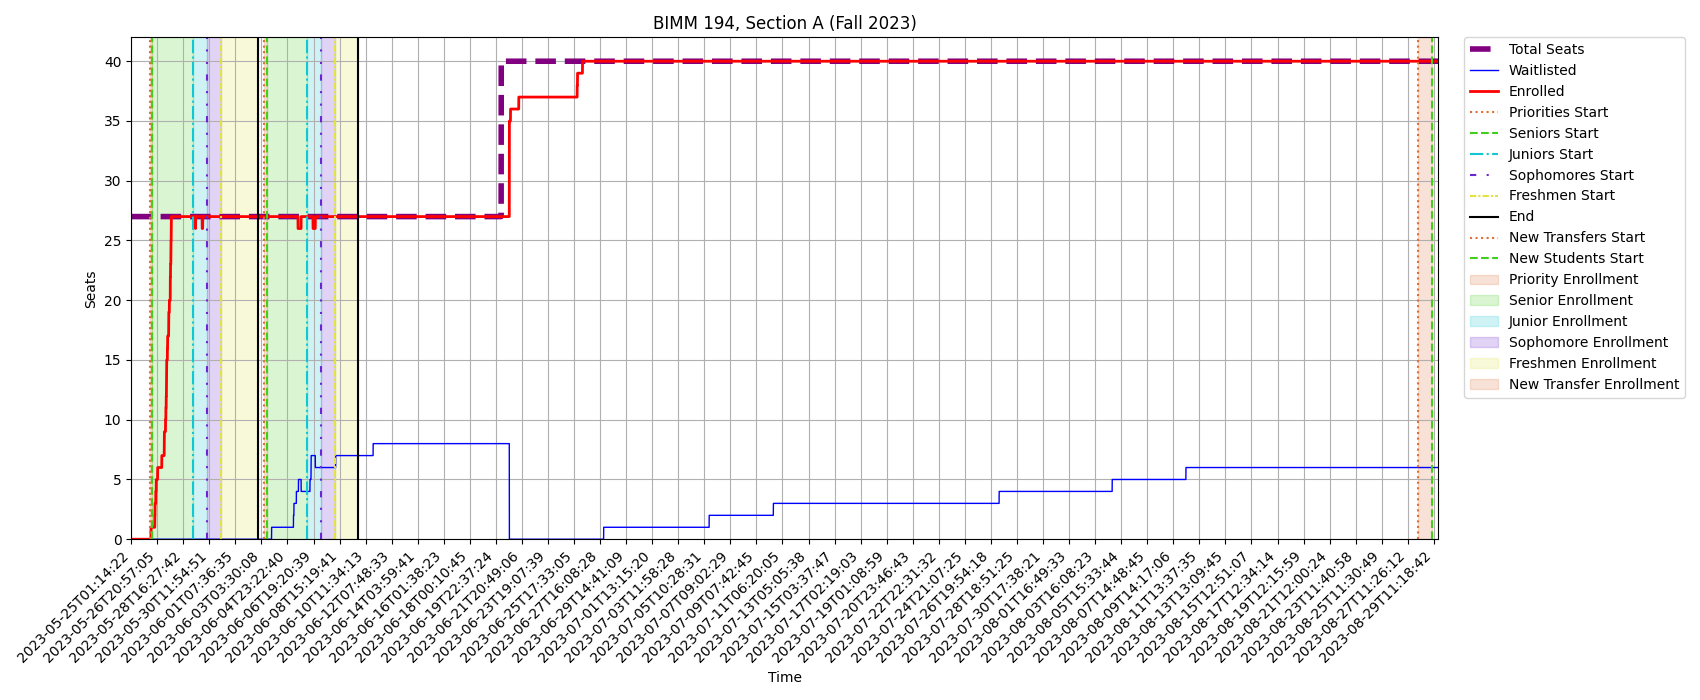 BIMM 194, Section A (Fall 2023)
Seats
40
35
30
25
20
15
10
5
0
2023-05-25T01:14:22
2023-05-26T20:57:05
2023-05-28T16:27:42
2023-05-30T11:54:51
2023-06-01T07:36:35
2023-06-03T03:30:09
2023-06-04T23:22:40
2023-06-06T19:20:39
2023-06-08T15:19:41
2023-06-10T11:34:13
2023-06-12T07:48:33
2023-06-14T03:59:41
2023-06-16T01:38:23
2023-06-18T00:10:45
2023-06-19T22:37:24
2023-06-21T20:49:06
2023-06-23T19:07:39
2023-06-25T17:33:05
2023-06-27T16:08:28
2023-06-29T14:41:09
2023-07-01T13:15:20
2023-07-03T11:58:28
2023-07-05T10:28:31
2023-07-07T09:02:29
2023-07-09T07:42:45
2023-07-11T06:20:05
2023-07-13T05:05:38
2023-07-15T03:37:47
2023-07-17T02:19:03
2023-07-19T01:08:59
2023-07-20T23:46:43
2023-07-22T22:31:32
2023-07-24T21:07:25
2023-07-26T19:54:18
2023-07-28T18:51:25
2023-07-30T17:38:21
2023-08-01T16:49:33
2023-08-03T16:08:23
2023-08-05T15:33:44
2023-08-07T14:48:45
2023-08-09T14:17:06
2023-08-11T13:37:35
2023-08-13T13:09:45
2023-08-15T12:51:07
2023-08-17T12:34:14
2023-08-19T12:15:59
2023-08-21T12:00:24
2023-08-23T11:40:58
2023-08-25T11:30:49
2023-08-27T11:26:12
2023-08-29T11:18:42
Time
Total Seats
Waitlisted
Enrolled
Priorities Start
Seniors Start
Juniors Start
Sophomores Start
Freshmen Start
End
New Transfers Start
New Students Start
Priority Enrollment
Senior Enrollment
Junior Enrollment
Sophomore Enrollment
Freshmen Enrollment
New Transfer Enrollment